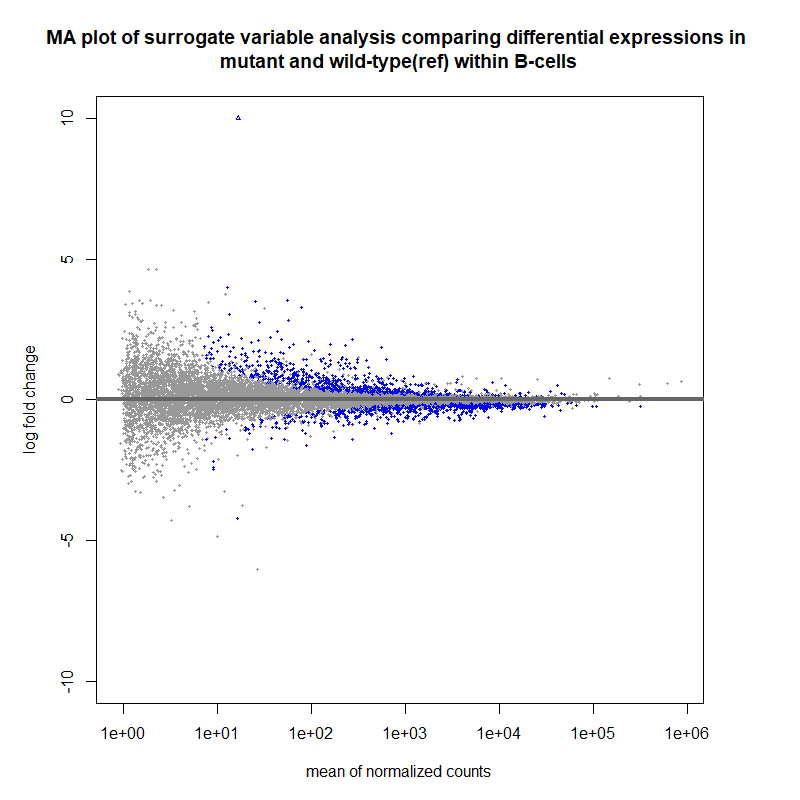 MA plot of surrogate variable analysis comparing differential expressions in
mutant and wild-type(ref) within B-cells
10
5
0
-5
-10
log fold change
1e+00 1e+01 1e+02 1e+03 1e+04 1e+05 1e+06
mean of normalized counts